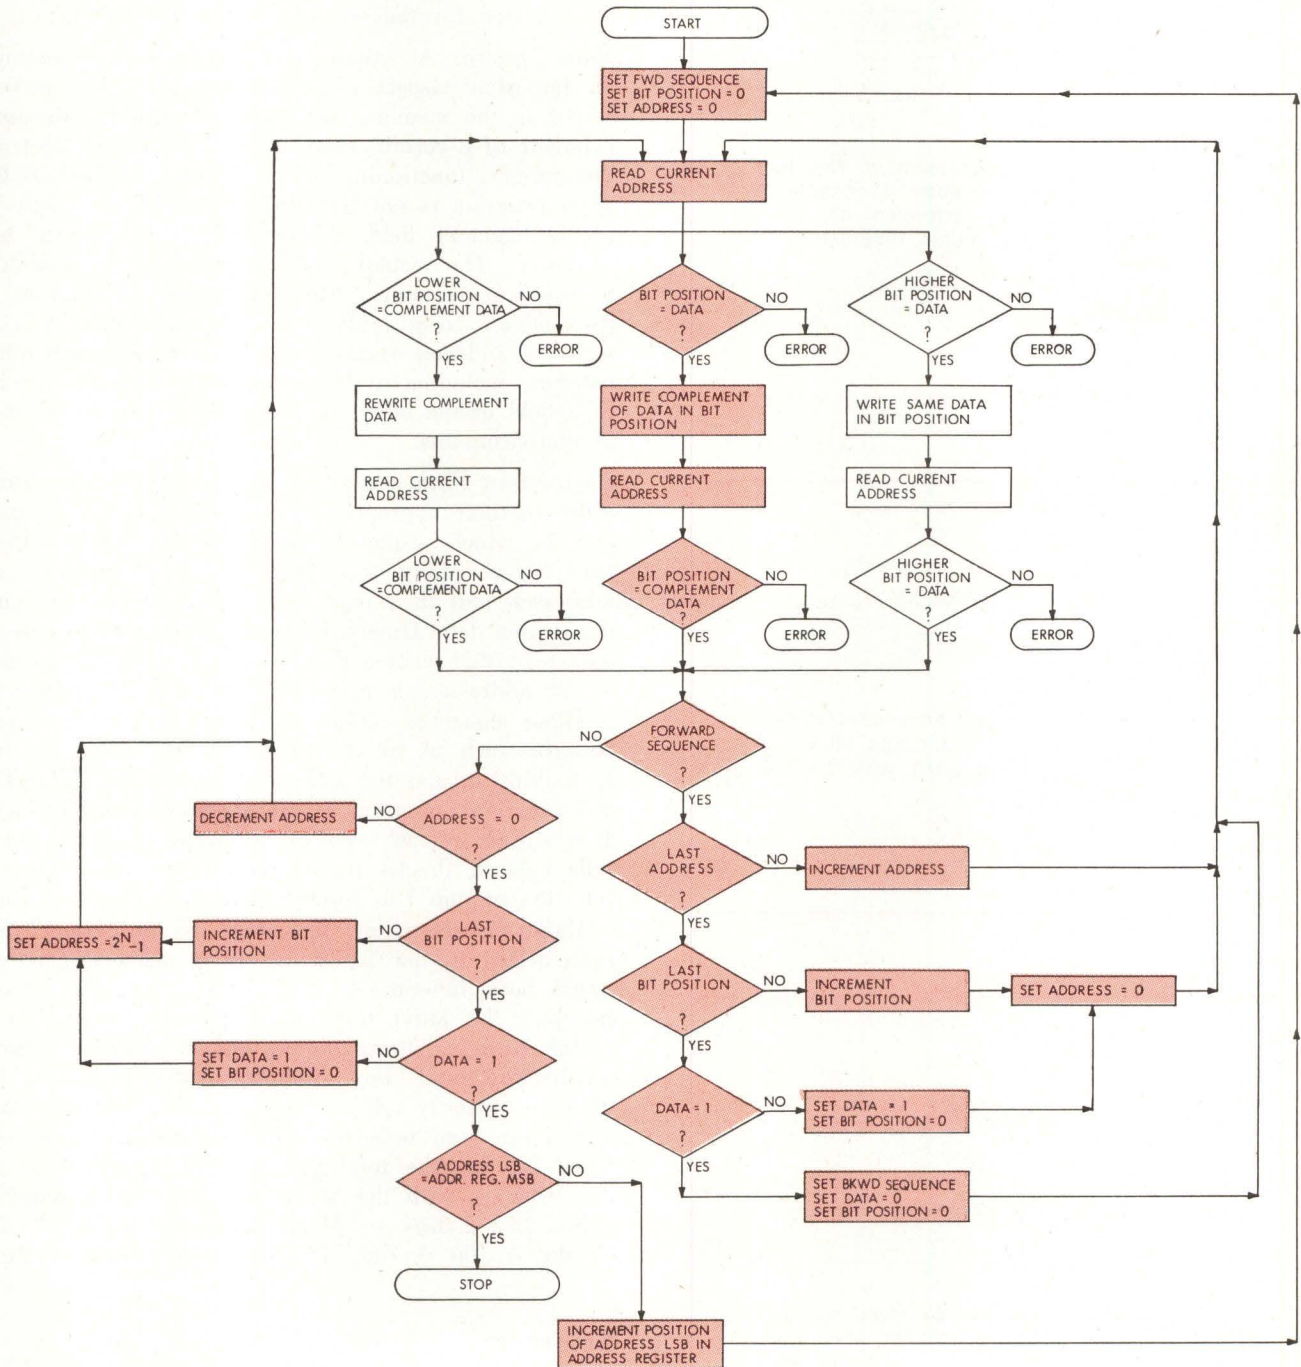 START
SET FWD SEQUENCE
SET BIT POSITION = 0
SET ADDRESS = 0
READ CURRENT
ADDRESS
LOWER
BIT POSITION
=COMPLEMENT DATA
?
NO
ERROR
YES
BIT POSITION
= DATA
?
NO
ERROR
YES
HIGHER
BIT POSITION
= DATA
?
NO
ERROR
YES
REWRITE COMPLEMENT
DATA
WRITE COMPLEMENT
OF DATA IN BIT
POSITION
WRITE SAME DATA
IN BIT POSITION
READ CURRENT
ADDRESS
READ CURRENT
ADDRESS
READ CURRENT
ADDRESS
LOWER
BIT POSITION
=COMPLEMENT DATA
?
NO
ERROR
YES
BIT POSITION
=COMPLEMENT
DATA
?
NO
ERROR
YES
HIGHER
BIT POSITION
= DATA
?
NO
ERROR
YES
FORWARD
SEQUENCE
?
NO
YES
DECREMENT ADDRESS
NO
ADDRESS = 0
?
YES
LAST
ADDRESS
?
NO
INCREMENT ADDRESS
YES
SET ADDRESS =2N-1
INCREMENT BIT
POSITION
NO
LAST
BIT POSITION
?
YES
LAST
BIT POSITION
?
NO
INCREMENT
BIT POSITION
SET ADDRESS = 0
YES
SET DATA = 1
SET BIT POSITION = 0
NO
DATA = 1
?
YES
DATA = 1
?
NO
SET DATA = 1
SET BIT POSITION =0
YES
ADDRESS LSB
=ADDR. REG. MSB
?
NO
YES
SET BKWD SEQUENCE
SET DATA = 0
SET BIT POSITION =0
STOP
INCREMENT POSITION
OF ADDRESS LSB IN
ADDRESS REGISTER